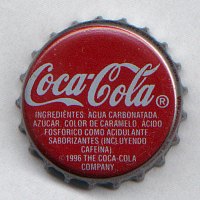 Coca-Cola®
INGREDIENTES: AGUA CARBONATADA,
AZUCAR, COLOR DE CARAMELO, ACIDO
FOSFORICO COMO ACIDULANTE,
SABORIZANTES (INCLUYENDO
CAFEINA)
© 1996 THE COCA-COLA
COMPANY